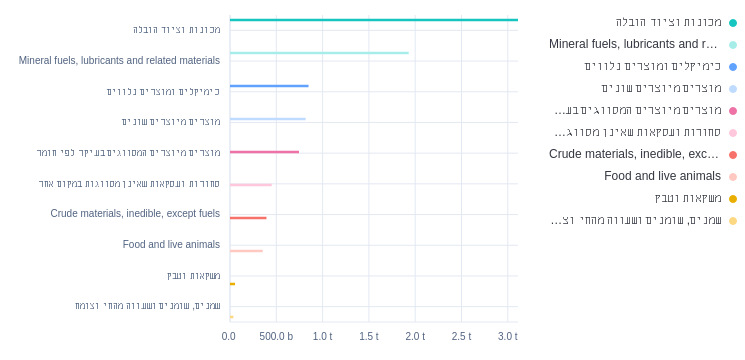 מכונות וציוד הובלה
Mineral fuels, lubricants and related materials
כימיקלים ומוצרים נלווים
מוצרים מיוצרים שונים
מוצרים מיוצרים המסווגים בעיקר לפי חומר
סחורות ועסקאות שאינן מסווגות במקום אחר
Crude materials, inedible, except fuels
Food and live animals
משקאות וטבק
שמנים, שומנים ושעווה מהחי וצומח
0.0 500.0 b 1.0 t 1.5 t 2.0 t 2.5 t 3.0 t
מכונות וציוד הובלה
Mineral fuels, lubricants and r...
כימיקלים ומוצרים נלווים
מוצרים מיוצרים שונים
מוצרים מיוצרים המסווגים בע...
סחורות ועסקאות שאינן מסווג...
Crude materials, inedible, exc...
Food and live animals
משקאות וטבק
שמנים, שומנים ושעווה מהחי וצ...